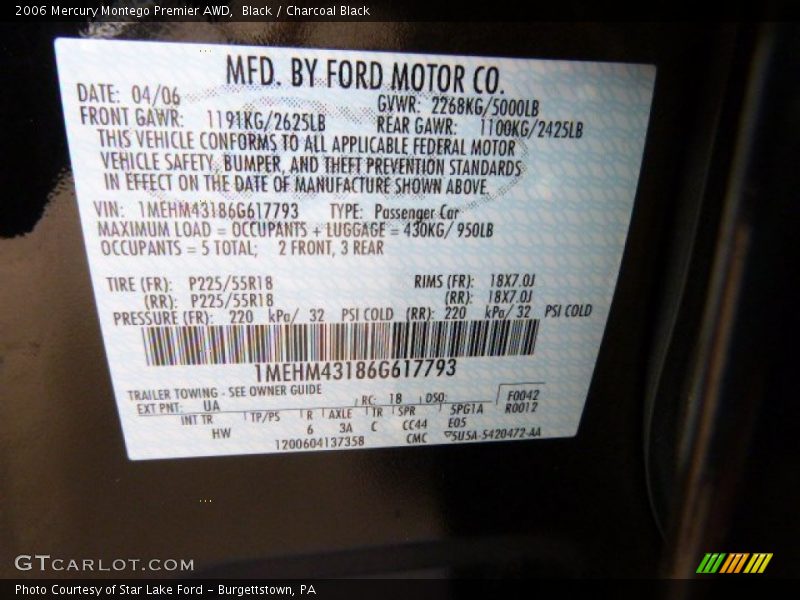 2006 Mercury Montego Premier AWD,  Black / Charcoal Black
MFD. BY FORD MOTOR CO.
DATE: 04/06 GVWR: 2268KG/5000LB
FRONT GAWR: 1191KG/2625LB REAR GAWR: 1100KG/2425LB
THIS VEHICLE CONFORMS TO ALL APPLICABLE FEDERAL MOTOR
VEHICLE SAFETY, BUMPER, AND THEFT PREVENTION STANDARDS
IN EFFECT ON THE DATE OF MANUFACTURE SHOWN ABOVE.
VIN: 1MEHM43186G617793 TYPE: Passenger Car
MAXIMUM LOAD = OCCUPANTS + LUGGAGE = 430KG/ 950LB
OCCUPANTS = 5 TOTAL; 2 FRONT, 3 REAR
TIRE (FR): P225/55R18 RIMS (FR): 18X7.0J
(RR): P225/55R18 (RR): 18X7.0J
PRESSURE (FR): 220 kPa/ 32 PSI COLD (RR): 220 kPa/ 32 PSI COLD
1MEHM43186G617793
TRAILER TOWING - SEE OWNER GUIDE
EXT PNT: UA RC: 18 DSO: F0042
INT TR TP/PS R AXLE TR SPR 5PG1A R0012
HW 6 3A C CC44 E05
1200604137358 CMC 5U5A-5420472-AA
GTCARLOT.COM
Photo Courtesy of Star Lake Ford - Burgettstown, PA